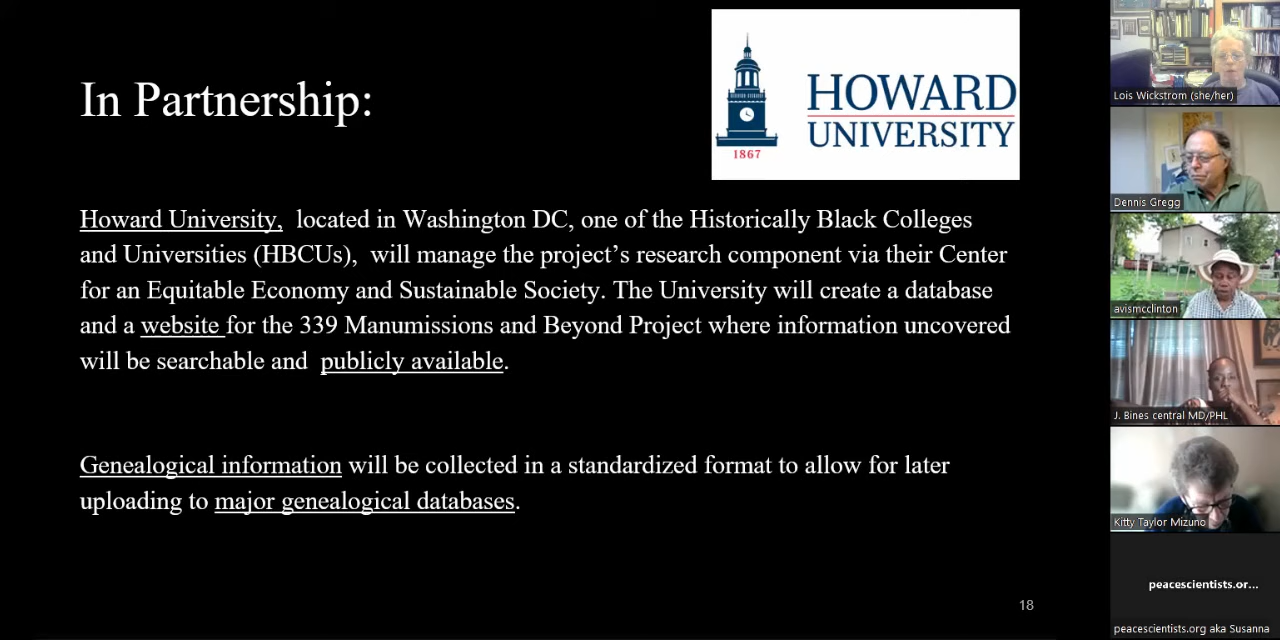 In Partnership:
HOWARD
UNIVERSITY
1867
Howard University, located in Washington DC, one of the Historically Black Colleges
and Universities (HBCUs), will manage the project’s research component via their Center
for an Equitable Economy and Sustainable Society. The University will create a database
and a website for the 339 Manumissions and Beyond Project where information uncovered
will be searchable and publicly available.
Genealogical information will be collected in a standardized format to allow for later
uploading to major genealogical databases.
18
Lois Wickstrom (she/her)
Dennis Gregg
avismcclinton
J. Bines central MD/PHL
Kitty Taylor Mizuno
peacescientists.or...
peacescientists.org aka Susanna